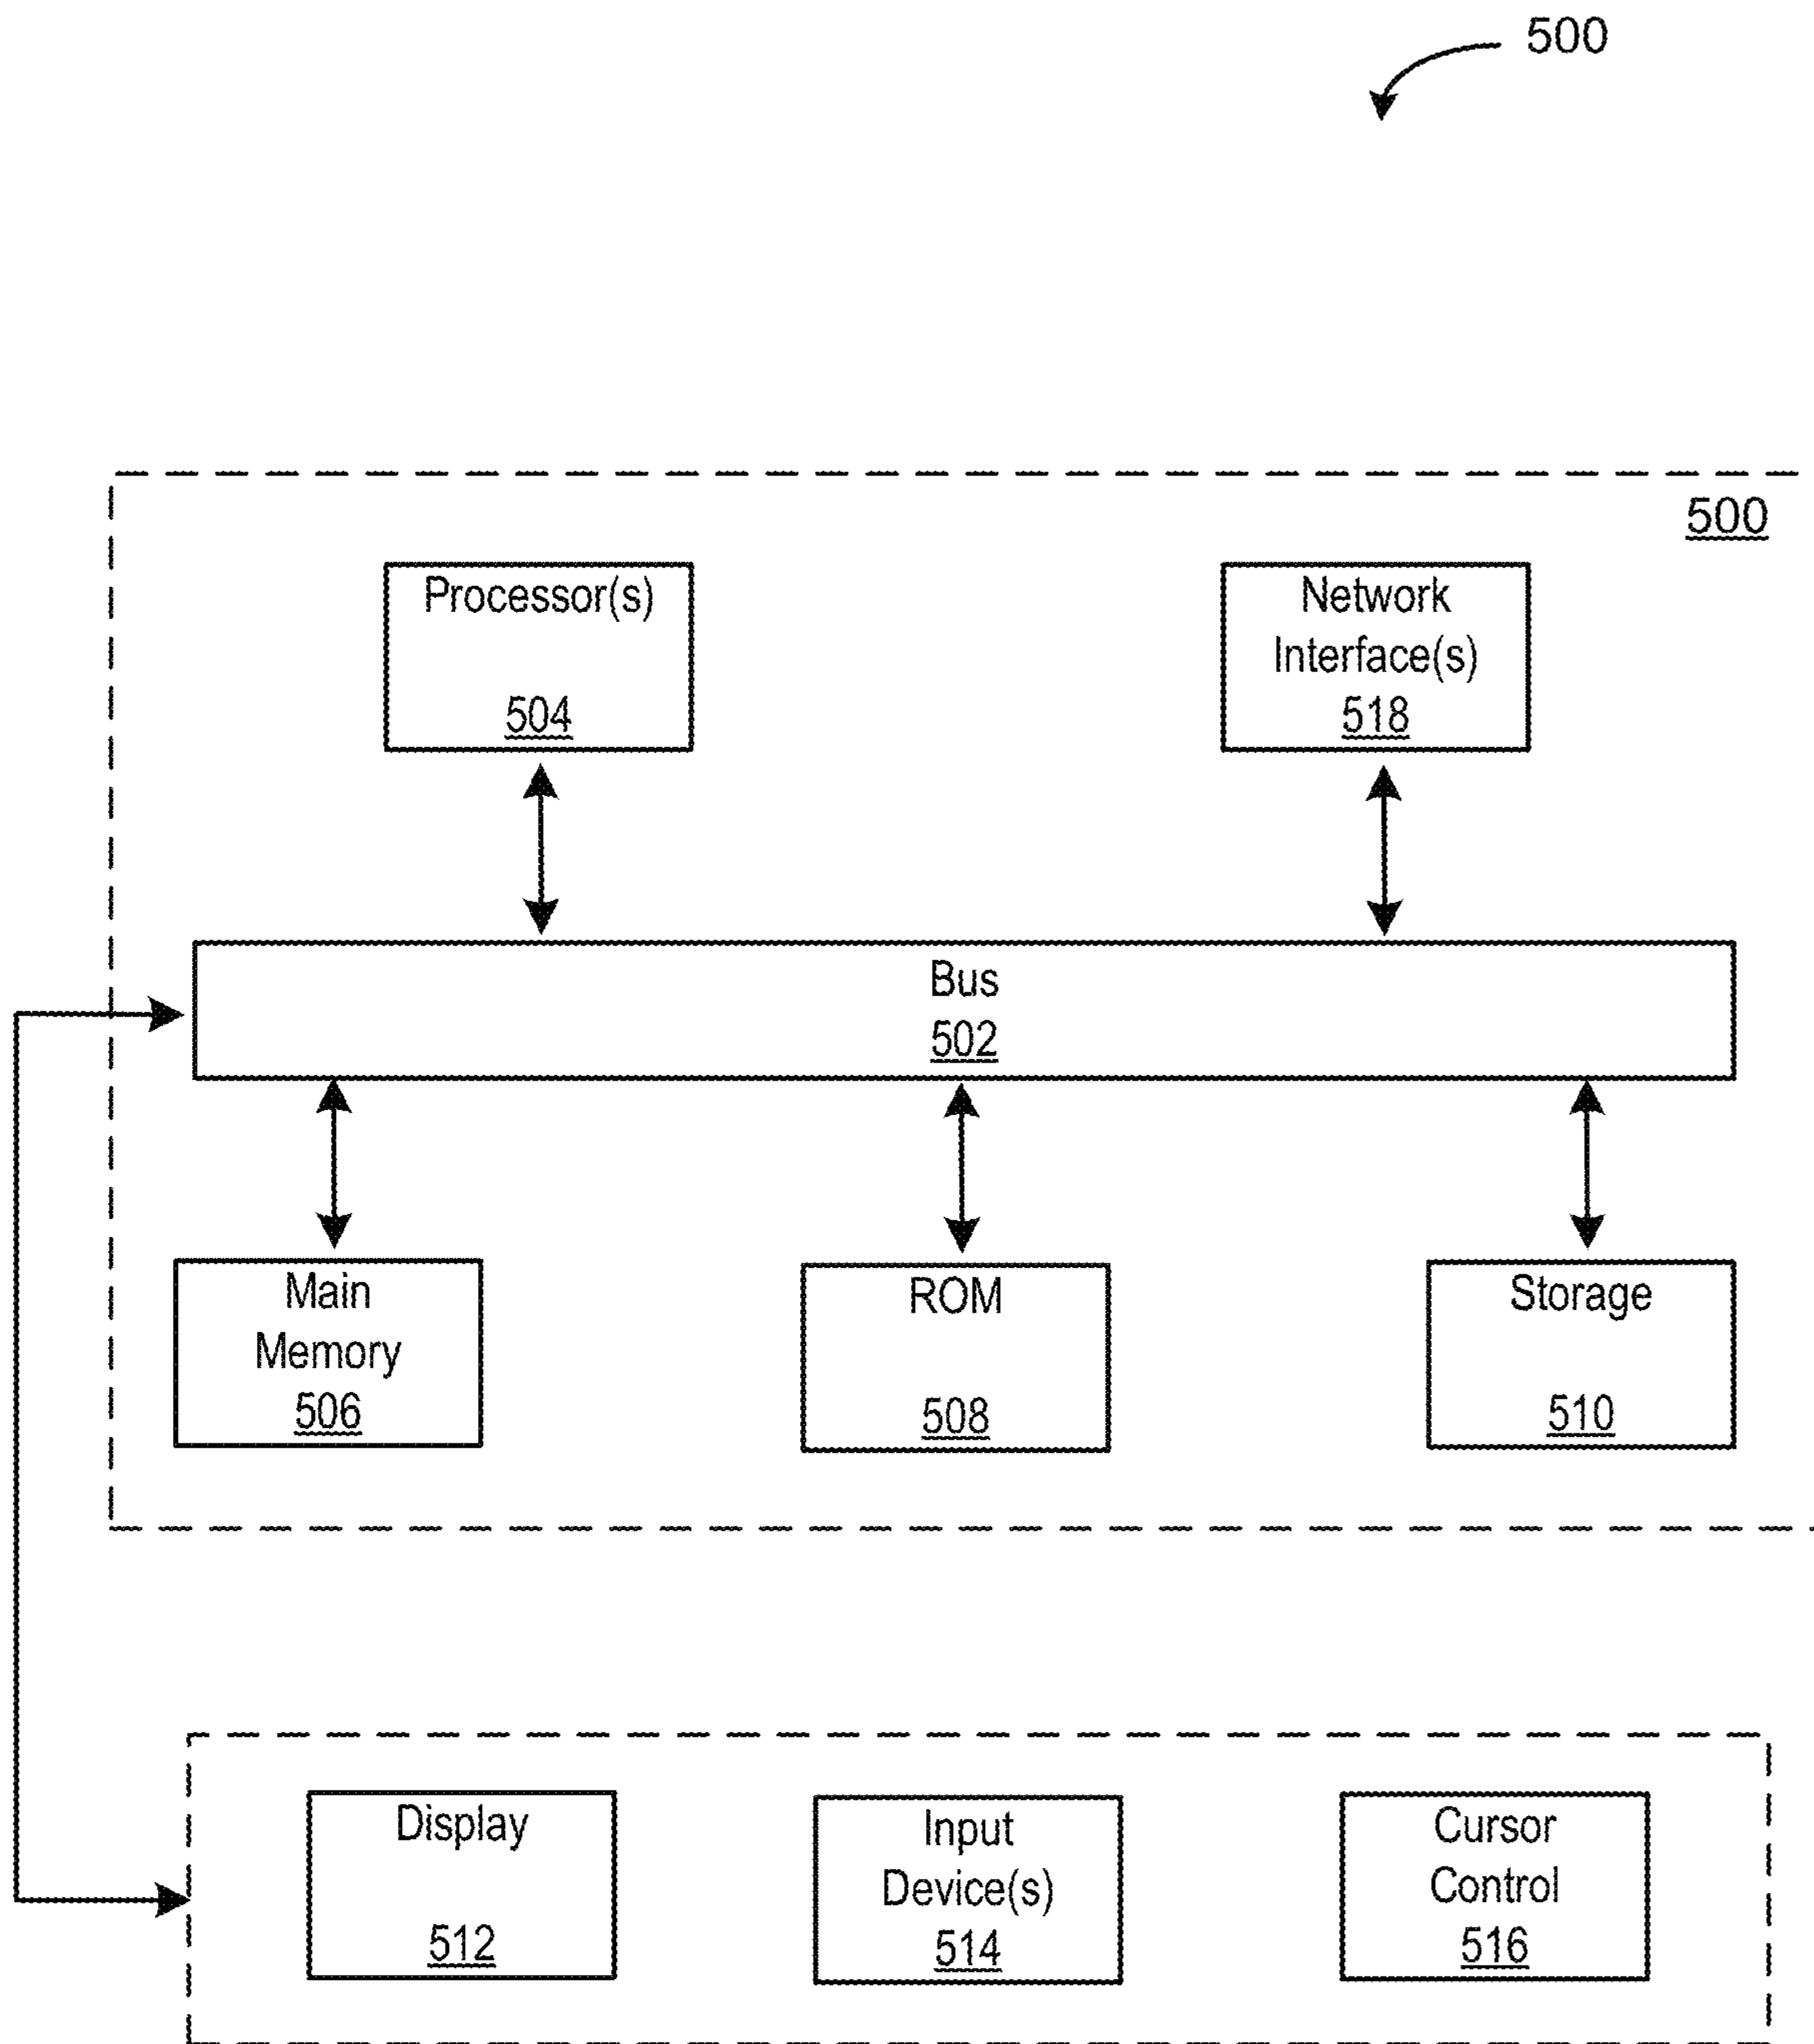 500
500
Processor(s)
504
Network
Interface(s)
518
Bus
502
Main
Memory
506
ROM
508
Storage
510
Display
512
Input
Device(s)
514
Cursor
Control
516